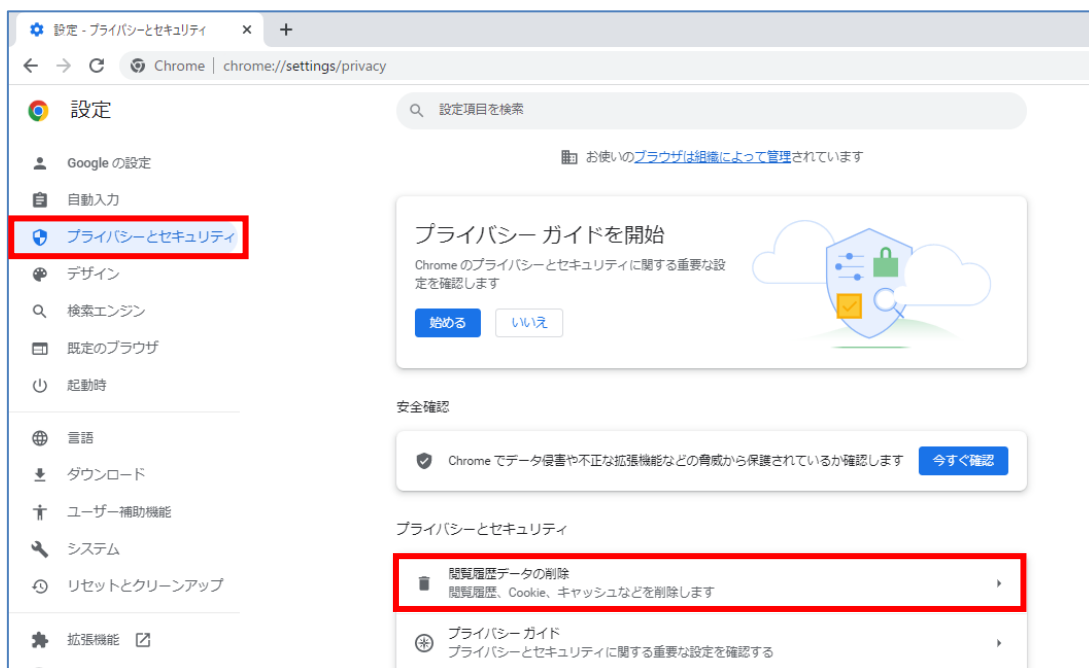 設定 - プライバシーとセキュリティ
Chrome | chrome://settings/privacy
設定
設定項目を検索
Google の設定
自動入力
プライバシーとセキュリティ
デザイン
検索エンジン
既定のブラウザ
起動時
言語
ダウンロード
ユーザー補助機能
システム
リセットとクリーンアップ
拡張機能
お使いのブラウザは組織によって管理されています
プライバシー ガイドを開始
Chrome のプライバシーとセキュリティに関する重要な設
定を確認します
始める
いいえ
安全確認
Chrome でデータ侵害や不正な拡張機能などの脅威から保護されているか確認します
今すぐ確認
プライバシーとセキュリティ
閲覧履歴データの削除
閲覧履歴、Cookie、キャッシュなどを削除します
プライバシー ガイド
プライバシーとセキュリティに関する重要な設定を確認する